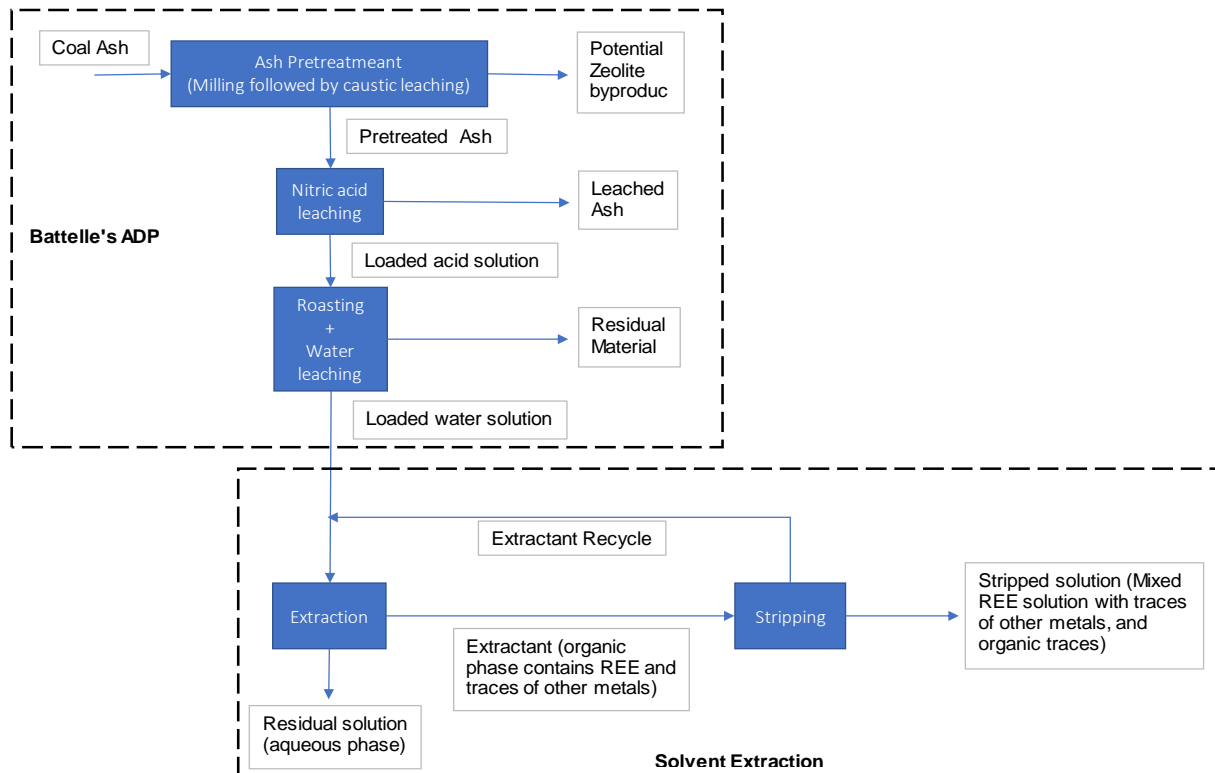 Coal Ash
Ash Pretreatmeant
(Milling followed by caustic leaching)
Potential
Zeolite
byproduc
Pretreated Ash
Nitric acid
leaching
Leached
Ash
Battelle's ADP
Loaded acid solution
Roasting
+
Water
leaching
Residual
Material
Loaded water solution
Extractant Recycle
Extraction
Stripping
Stripped solution (Mixed
REE solution with traces
of other metals, and
organic traces)
Extractant (organic
phase contains REE and
traces of other metals)
Residual solution
(aqueous phase)
Solvent Extraction